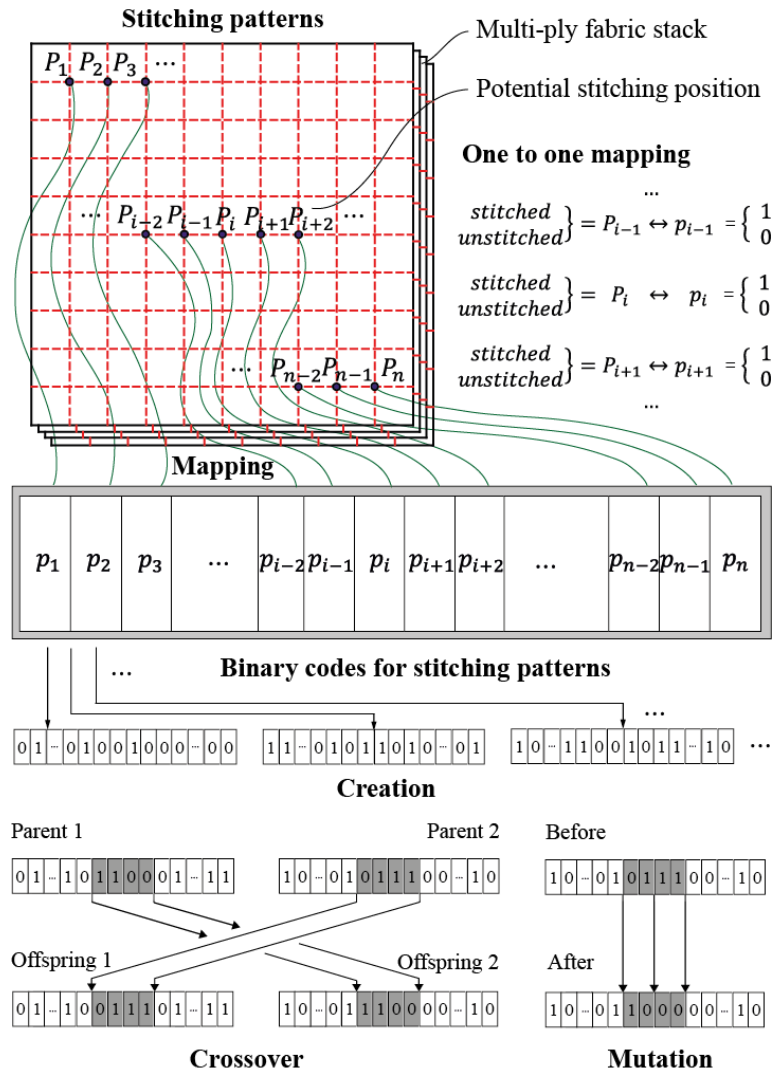 Stitching patterns
Multi-ply fabric stack
P₁ P₂ P₃ ...
Potential stitching position
One to one mapping
...
stitched
unstitched } = Pᵢ₋₁ ↔ pᵢ₋₁ = { 1
0
... Pᵢ₋₂ Pᵢ₋₁ Pᵢ Pᵢ₊₁ Pᵢ₊₂ ...
stitched
unstitched } = Pᵢ ↔ pᵢ = { 1
0
stitched
unstitched } = Pᵢ₊₁ ↔ pᵢ₊₁ = { 1
0
...
... Pₙ₋₂ Pₙ₋₁ Pₙ
Mapping
p₁ p₂ p₃ ... pᵢ₋₂ pᵢ₋₁ pᵢ pᵢ₊₁ pᵢ₊₂ ... pₙ₋₂ pₙ₋₁ pₙ
...
Binary codes for stitching patterns
...
0 1 ... 0 1 0 0 1 0 0 0 ... 0 0
1 1 ... 0 1 0 1 1 0 1 0 ... 0 1
1 0 ... 1 1 0 0 1 0 1 1 ... 1 0
...
Creation
Parent 1
Parent 2
Before
0 1 ... 1 0 1 1 0 0 0 1 ... 1 1
1 0 ... 0 1 0 1 1 1 0 0 ... 1 0
1 0 ... 0 1 0 1 1 1 0 0 ... 1 0
Offspring 1
Offspring 2
After
0 1 ... 1 0 0 1 1 1 0 1 ... 1 1
1 0 ... 0 1 1 1 0 0 0 0 ... 1 0
1 0 ... 0 1 1 0 0 0 0 0 ... 1 0
Crossover
Mutation